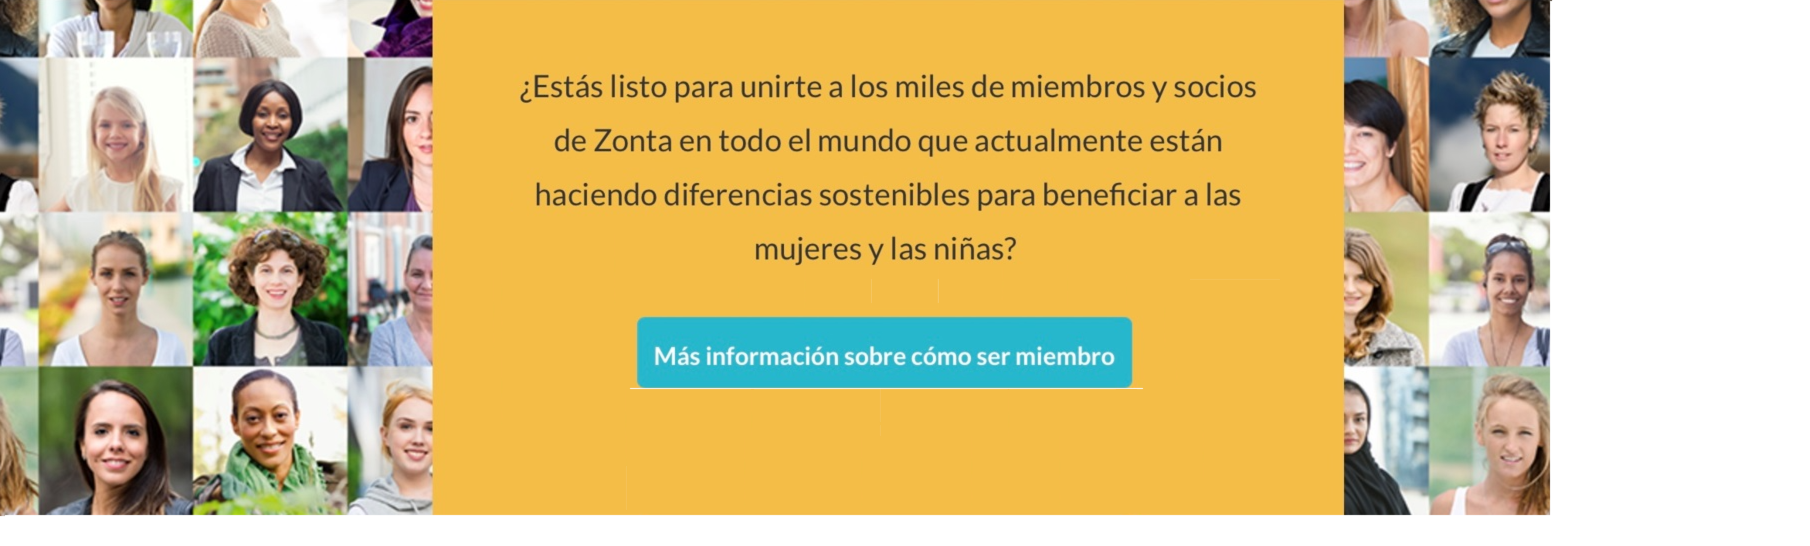 ¿Estás listo para unirte a los miles de miembros y socios
de Zonta en todo el mundo que actualmente están
haciendo diferencias sostenibles para beneficiar a las
mujeres y las niñas?
Más información sobre cómo ser miembro